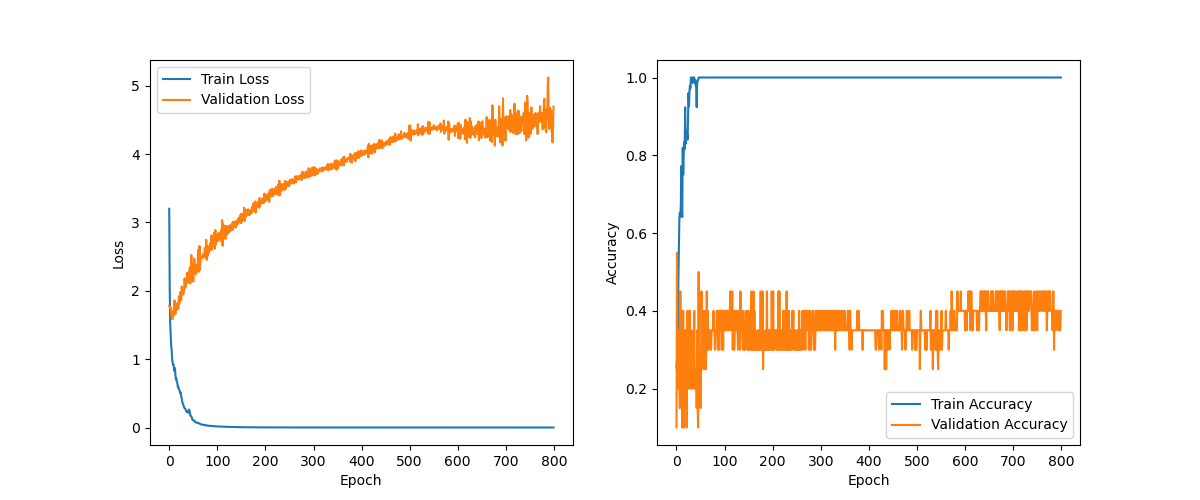 Train Loss
Validation Loss
5
4
3
2
1
0
Loss
0 100 200 300 400 500 600 700 800
Epoch
1.0
0.8
0.6
0.4
0.2
Accuracy
Train Accuracy
Validation Accuracy
0 100 200 300 400 500 600 700 800
Epoch